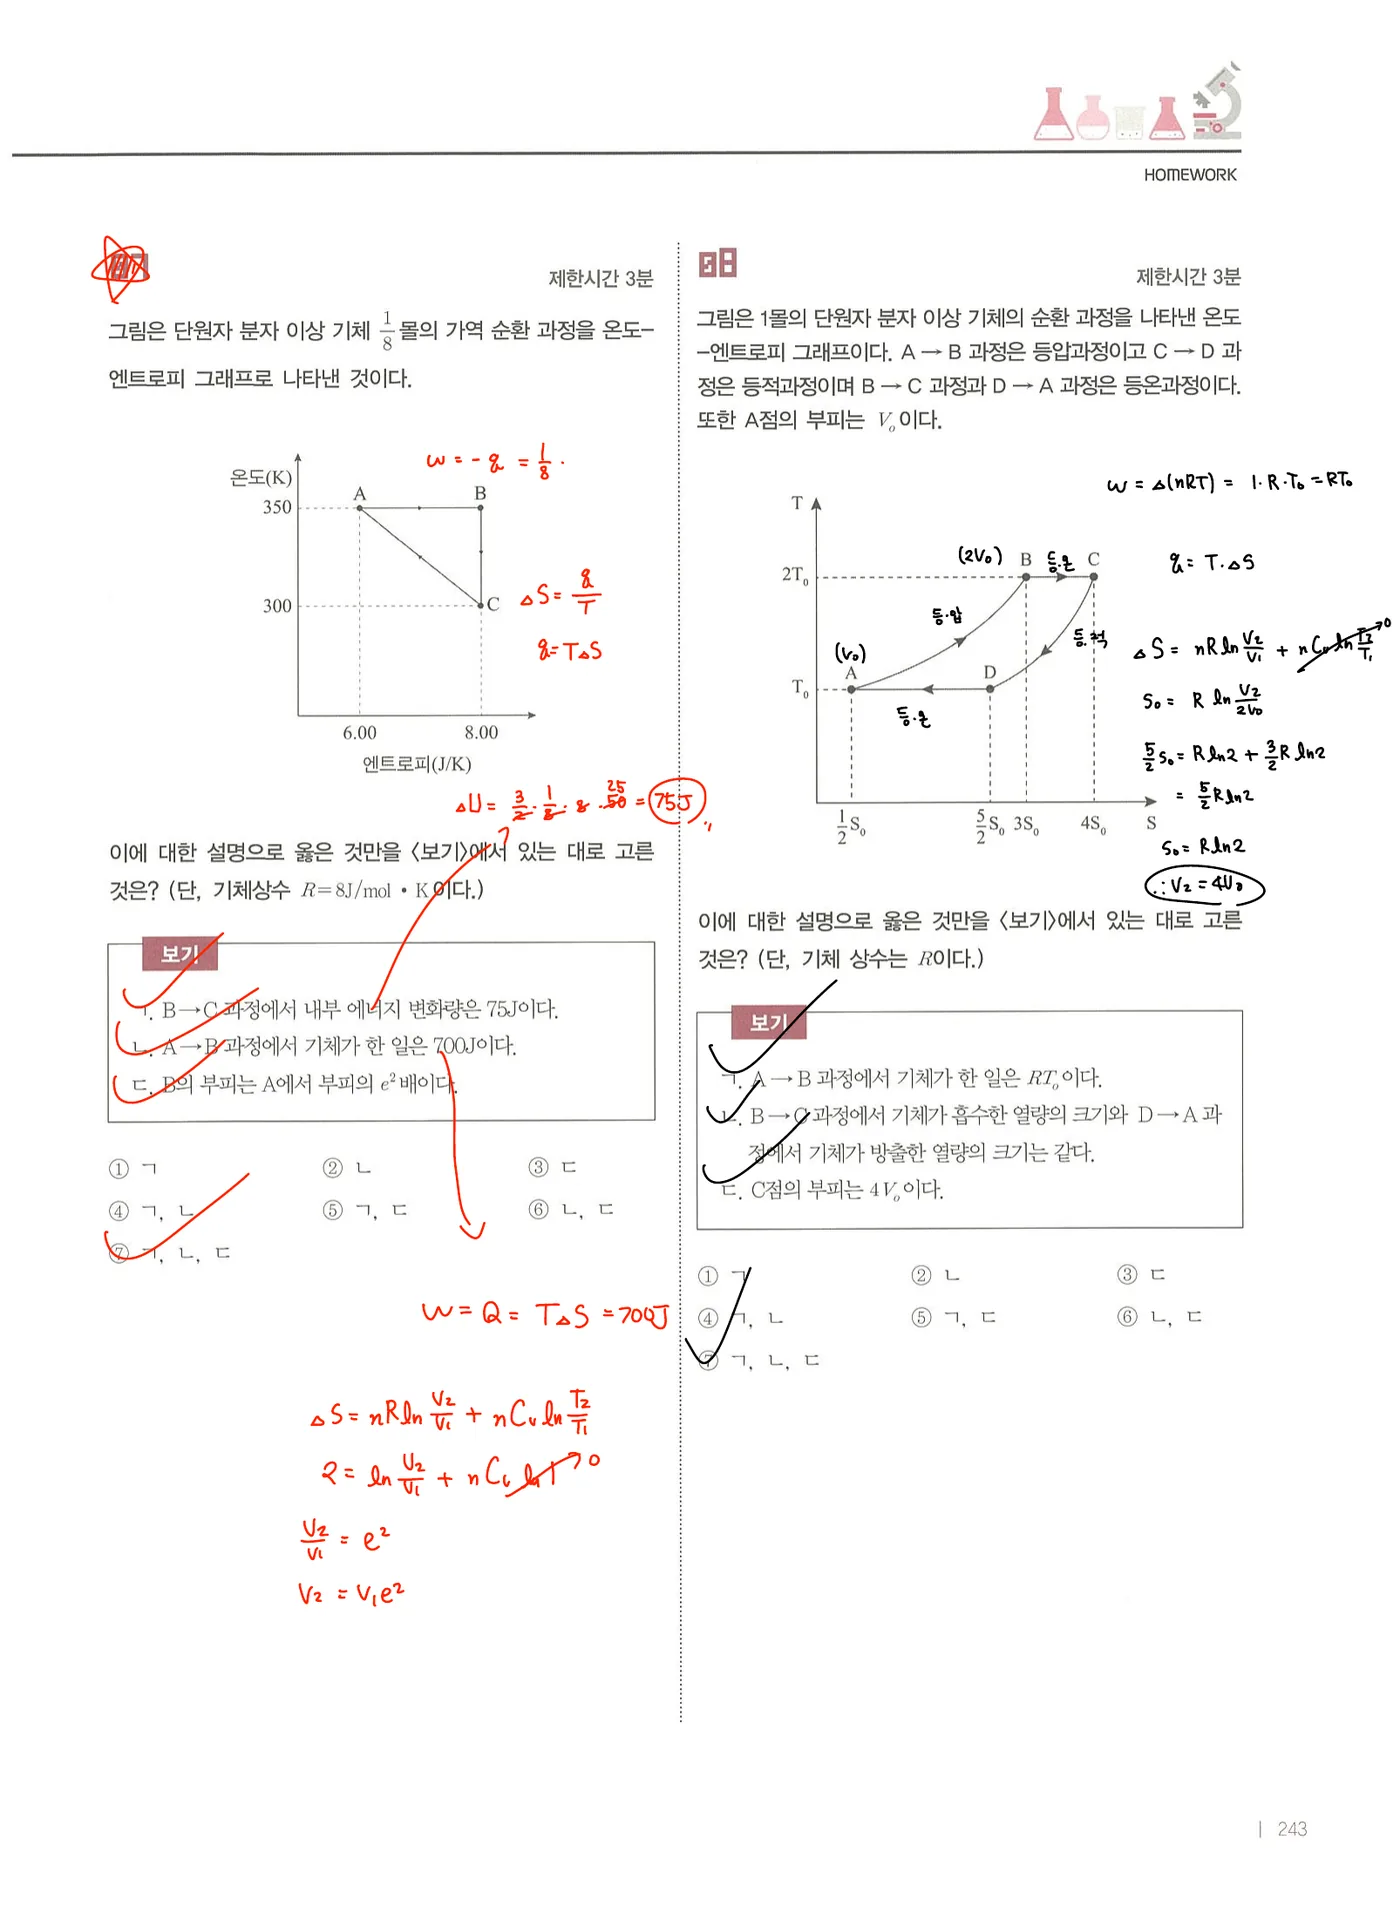 HOMEWORK
07
제한시간 3분
그림은 단원자 분자 이상 기체 1/8 몰의 가역 순환 과정을 온도-
엔트로피 그래프로 나타낸 것이다.
w = -q = 1/8 .
온도(K)
A
B
350
300
C
ΔS = q/T
q = TΔS
6.00
8.00
엔트로피(J/K)
ΔU = 3/2 · 1/8 · 8 · 50 25 = 75J
이에 대한 설명으로 옳은 것만을 〈보기〉에서 있는 대로 고른
것은? (단, 기체상수 R=8J/mol • K이다.)
보기
ㄱ. B→C 과정에서 내부 에너지 변화량은 75J이다.
ㄴ. A→B 과정에서 기체가 한 일은 700J이다.
ㄷ. B의 부피는 A에서 부피의 e² 배이다.
① ㄱ ② ㄴ ③ ㄷ
④ ㄱ, ㄴ ⑤ ㄱ, ㄷ ⑥ ㄴ, ㄷ
⑦ ㄱ, ㄴ, ㄷ
w = Q = TΔS = 700J
ΔS = nR ln V₂/V₁ + nCv ln T₂/T₁
2 = ln V₂/V₁ + nCv ln 1 → 0
V₂/V₁ = e²
V₂ = V₁e²
08
제한시간 3분
그림은 1몰의 단원자 분자 이상 기체의 순환 과정을 나타낸 온도
-엔트로피 그래프이다. A → B 과정은 등압과정이고 C → D 과
정은 등적과정이며 B → C 과정과 D → A 과정은 등온과정이다.
또한 A점의 부피는 V₀이다.
w = Δ(nRT) = 1·R·T₀ = RT₀
T
(2V₀) B 등·온 C
2T₀
등·압
등·적
(V₀)
A
D
T₀
등·온
½S₀
5/2 S₀
3S₀
4S₀
S
q = T·ΔS
ΔS = nR ln V₂/V₁ + nCv ln T₂/T₁ → 0
S₀ = R ln V₂/2V₀
5/2 S₀ = R ln2 + 3/2 R ln2
= 5/2 R ln2
S₀ = R ln2
∴ V₂ = 4V₀
이에 대한 설명으로 옳은 것만을 〈보기〉에서 있는 대로 고른
것은? (단, 기체 상수는 R이다.)
보기
ㄱ. A → B 과정에서 기체가 한 일은 RT₀이다.
ㄴ. B → C 과정에서 기체가 흡수한 열량의 크기와 D → A 과
정에서 기체가 방출한 열량의 크기는 같다.
ㄷ. C점의 부피는 4V₀이다.
① ㄱ ② ㄴ ③ ㄷ
④ ㄱ, ㄴ ⑤ ㄱ, ㄷ ⑥ ㄴ, ㄷ
⑦ ㄱ, ㄴ, ㄷ
| 243